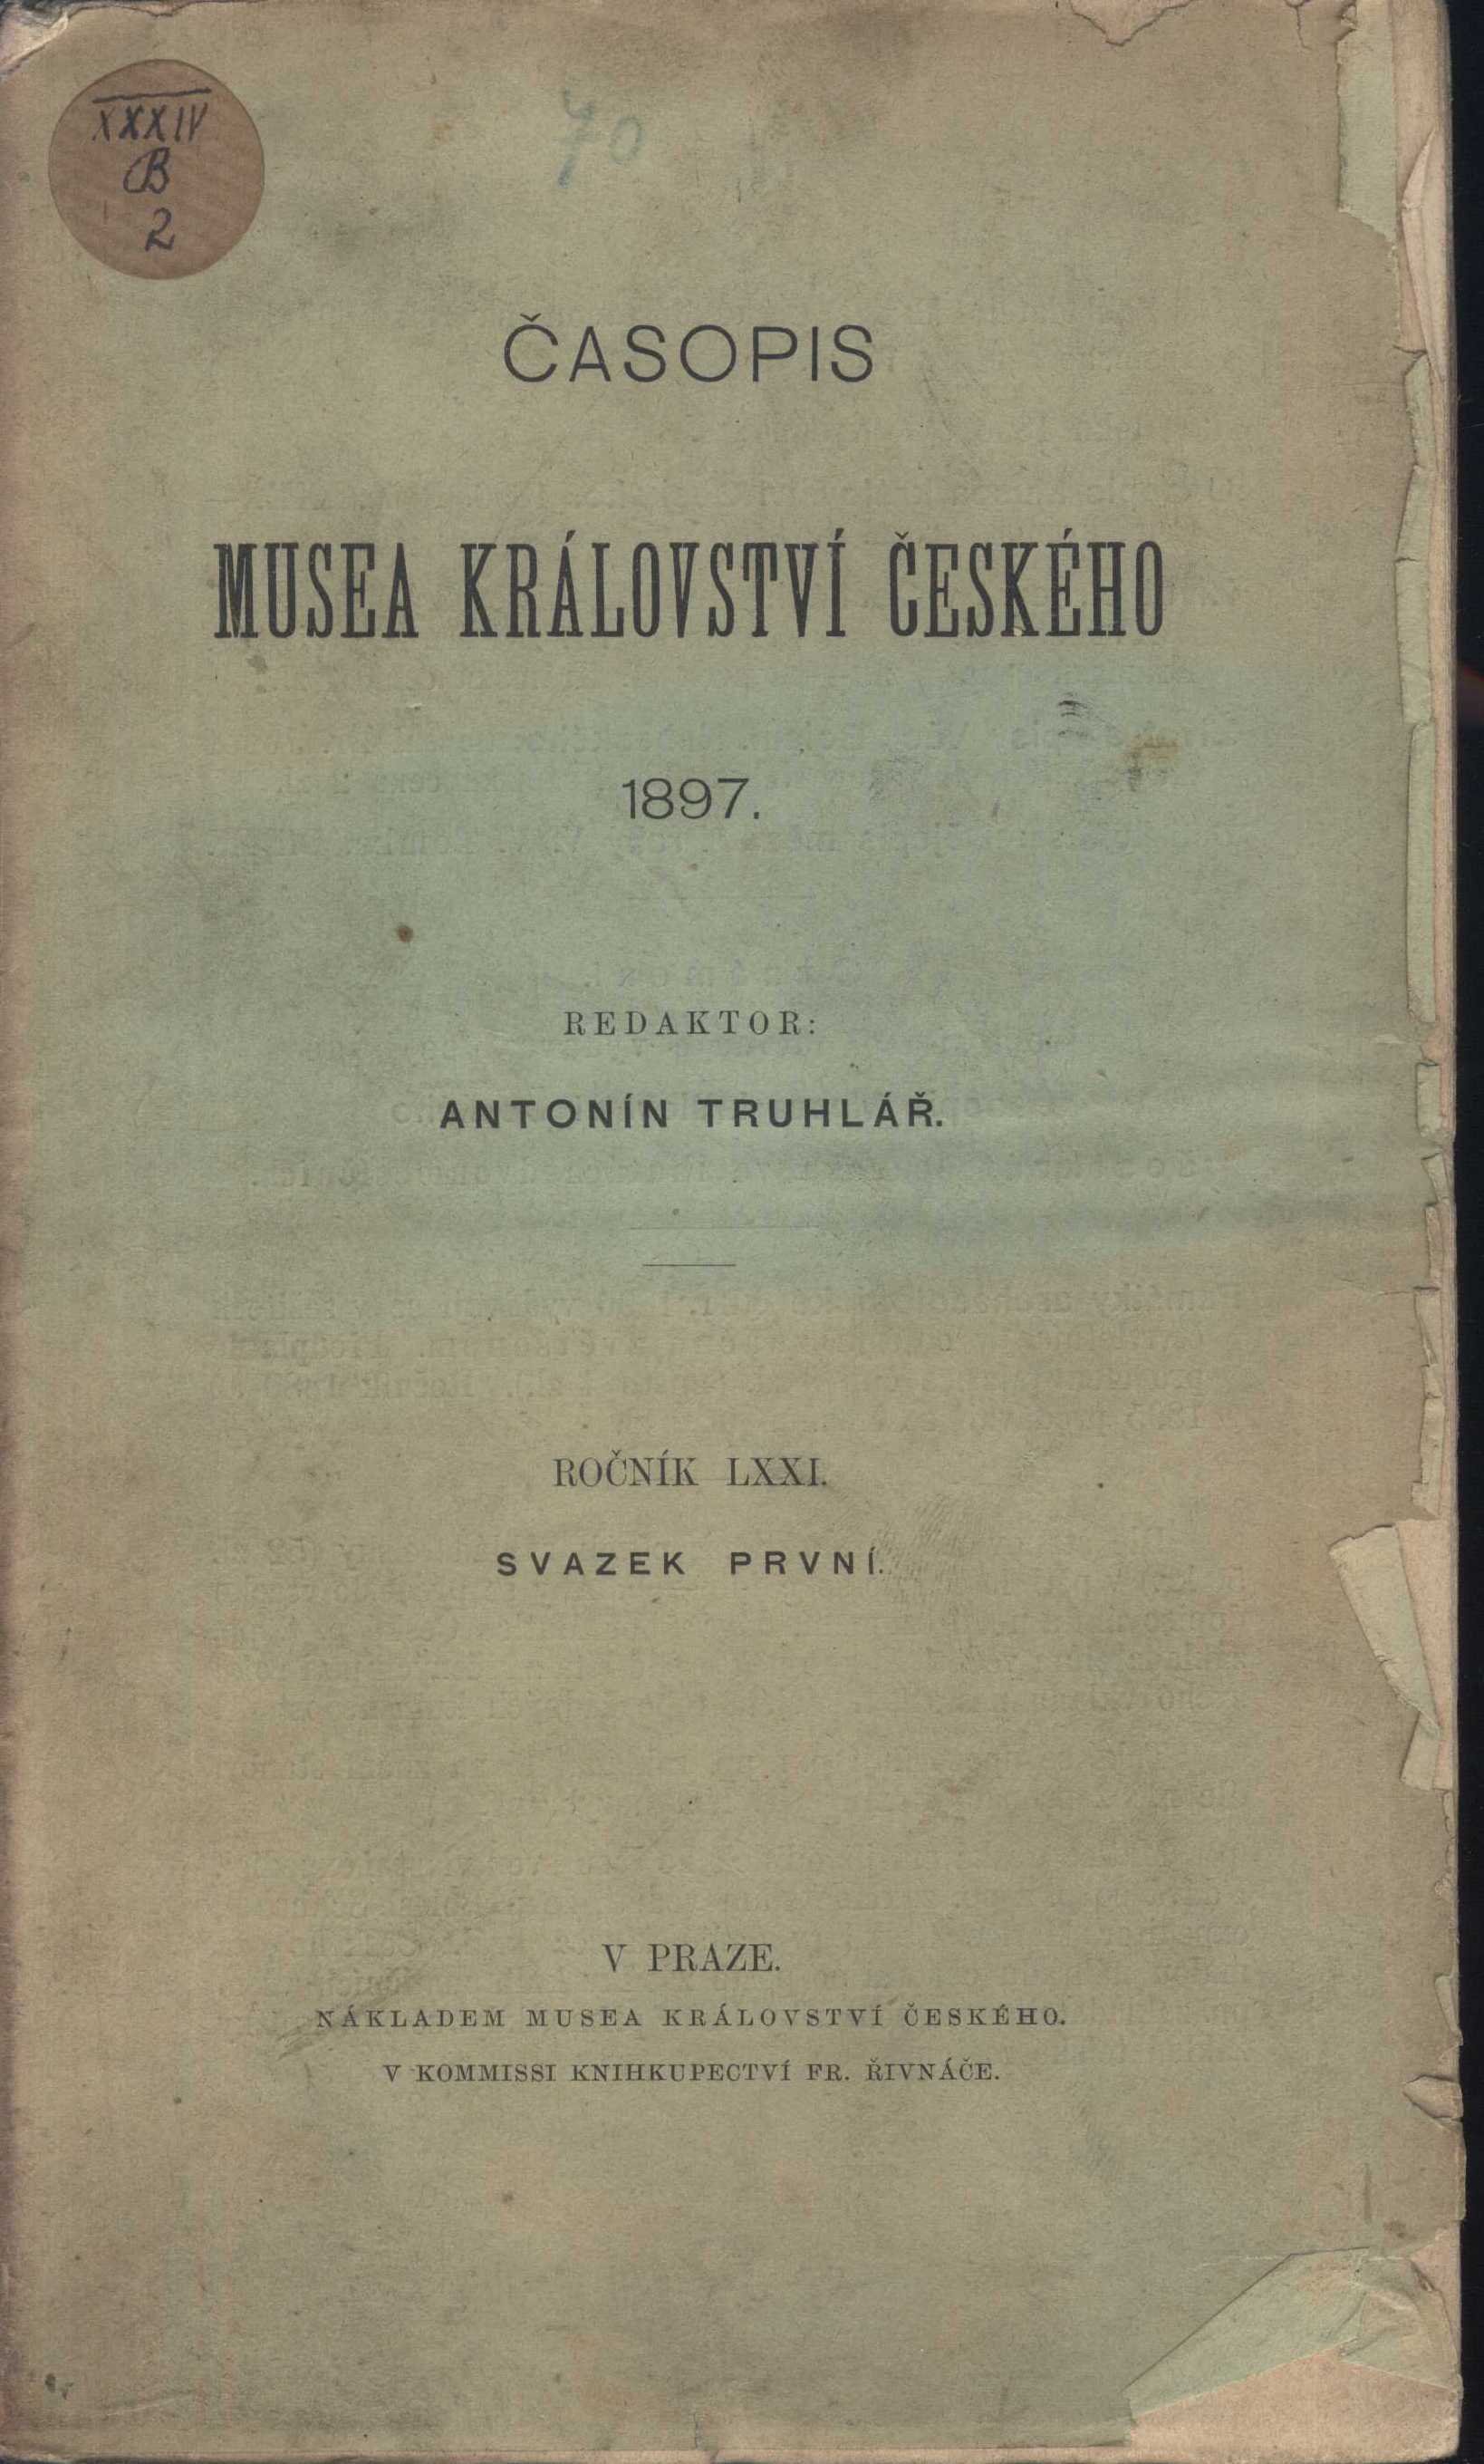 XXXIV
B
2
70
ČASOPIS
MUSEA KRÁLOVSTVÍ ČESKÉHO
1897.
REDAKTOR:
ANTONÍN TRUHLÁŘ.
ROČNÍK LXXI.
SVAZEK PRVNÍ.
V PRAZE.
NÁKLADEM MUSEA KRÁLOVSTVÍ ČESKÉHO.
V KOMMISSI KNIHKUPECTVÍ FR. ŘIVNÁČE.